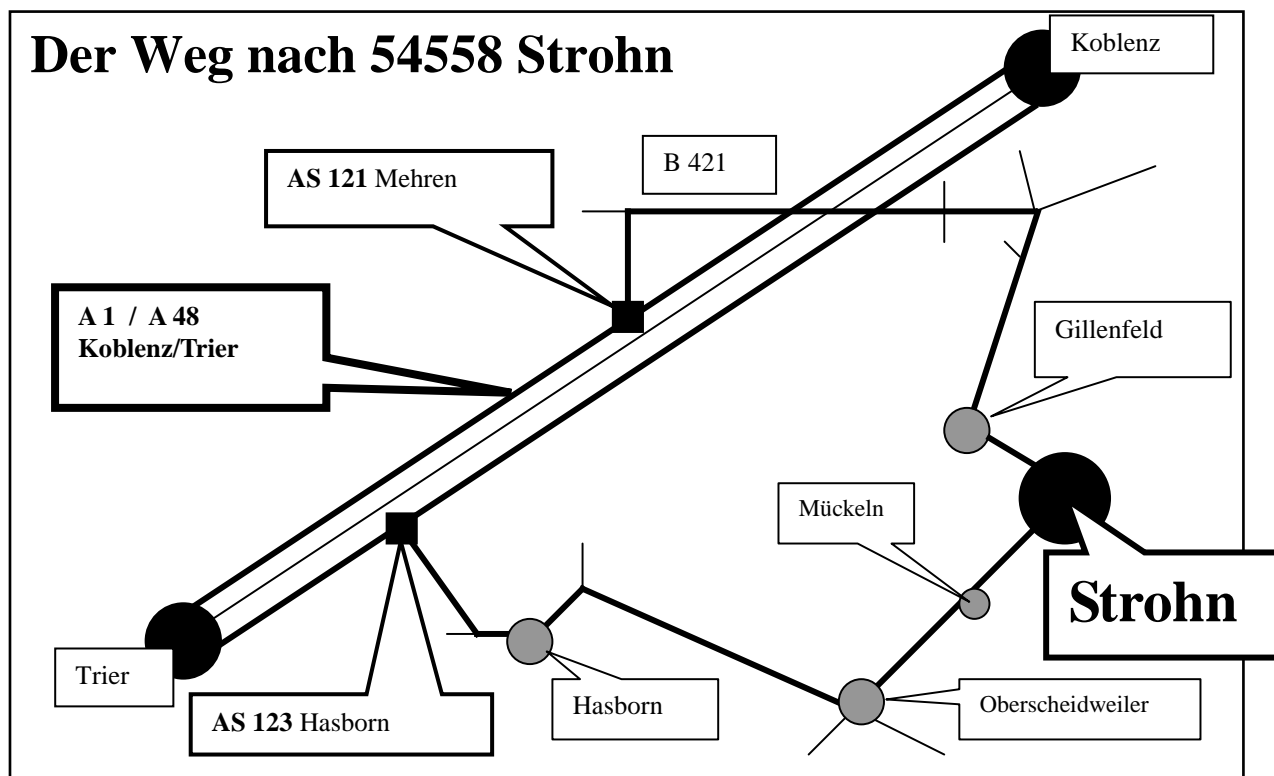 Der Weg nach 54558 Strohn
Koblenz
B 421
AS 121 Mehren
A 1 / A 48
Koblenz/Trier
Gillenfeld
Mückeln
Strohn
Trier
AS 123 Hasborn
Hasborn
Oberscheidweiler